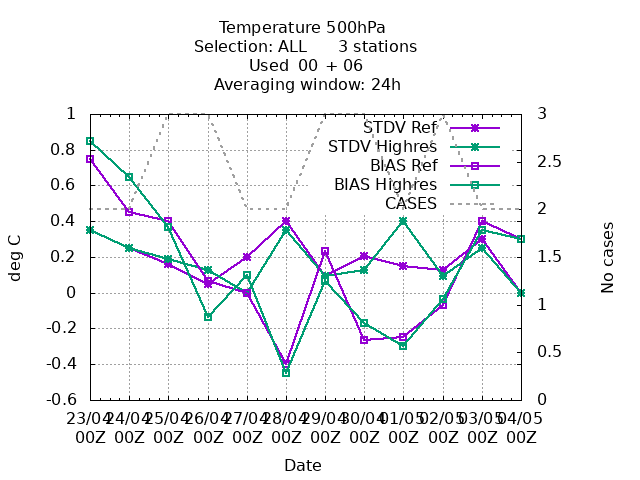 Temperature 500hPa
Selection: ALL 3 stations
Used 00 + 06
Averaging window: 24h
STDV Ref
STDV Highres
BIAS Ref
BIAS Highres
CASES
1
0.8
0.6
0.4
0.2
0
-0.2
-0.4
-0.6
deg C
3
2.5
2
1.5
1
0.5
0
No cases
23/04 24/04 25/04 26/04 27/04 28/04 29/04 30/04 01/05 02/05 03/05 04/05
00Z 00Z 00Z 00Z 00Z 00Z 00Z 00Z 00Z 00Z 00Z 00Z
Date